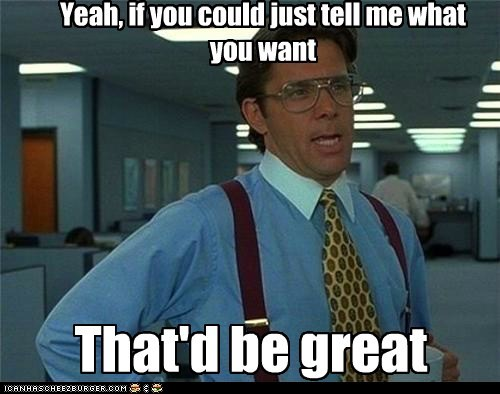 Yeah, if you could just tell me what
you want
That'd be great
ICANHASCHEEZBURGER.COM